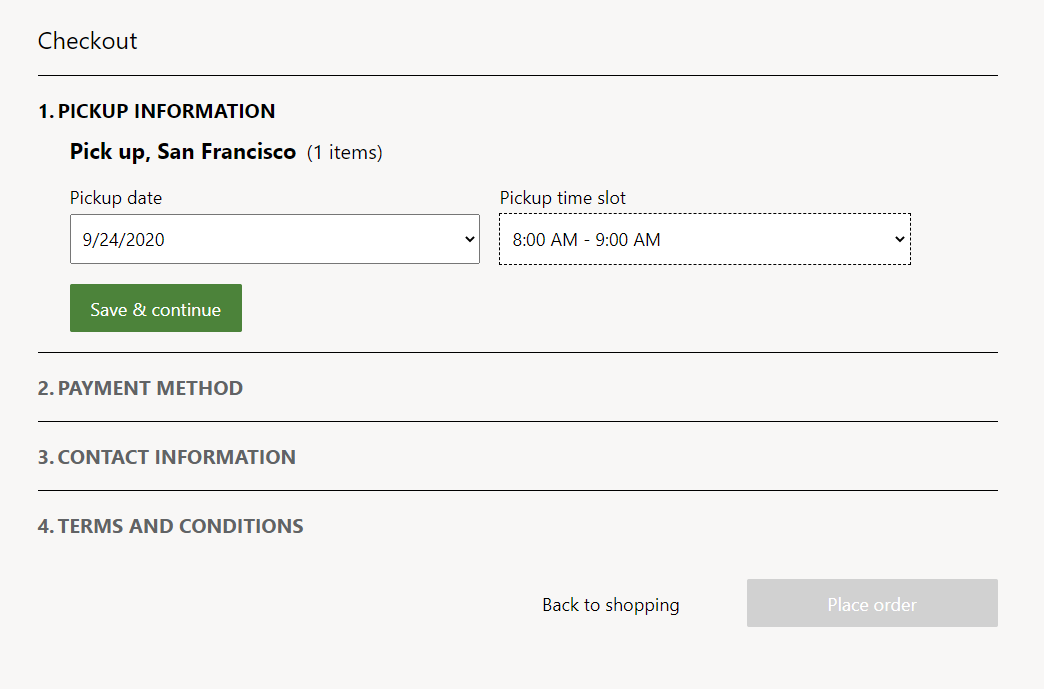 Checkout
1. PICKUP INFORMATION
Pick up, San Francisco (1 items)
Pickup date Pickup time slot
9/24/2020 8:00 AM - 9:00 AM
Save & continue
2. PAYMENT METHOD
3. CONTACT INFORMATION
4. TERMS AND CONDITIONS
Back to shopping Place order